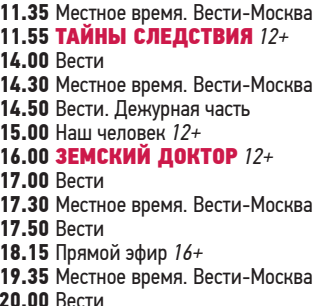 11.35 Местное время. Вести-Москва
11.55 ТАЙНЫ СЛЕДСТВИЯ 12+
14.00 Вести
14.30 Местное время. Вести-Москва
14.50 Вести. Дежурная часть
15.00 Наш человек 12+
16.00 ЗЕМСКИЙ ДОКТОР 12+
17.00 Вести
17.30 Местное время. Вести-Москва
17.50 Вести
18.15 Прямой эфир 16+
19.35 Местное время. Вести-Москва
20.00 Вести